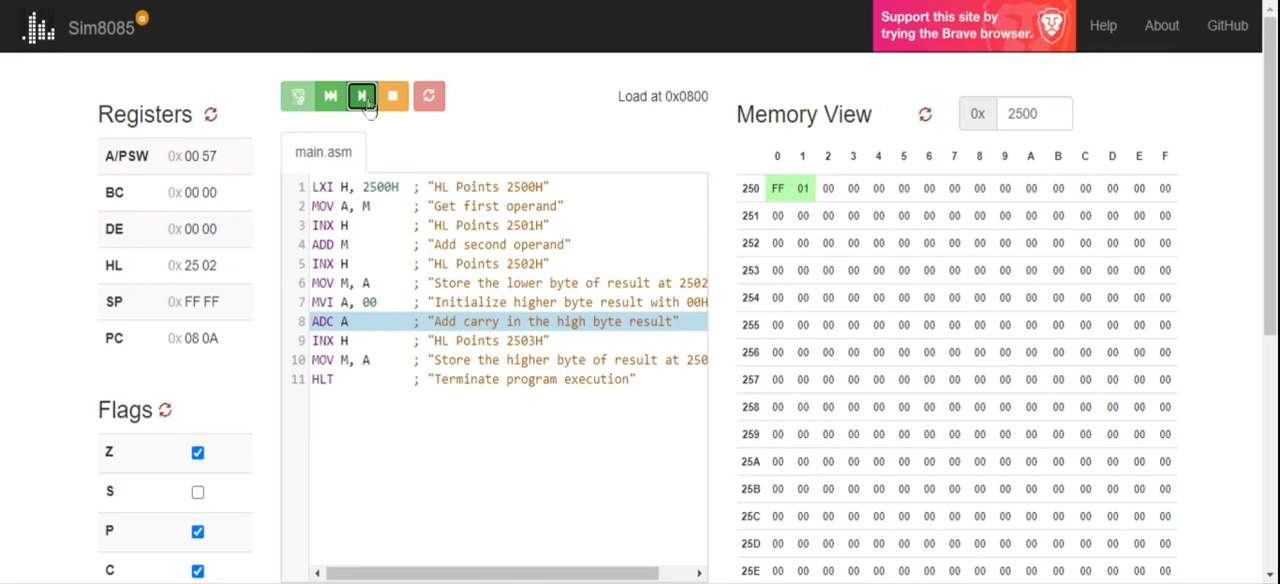 Sim8085 α
Support this site by
trying the Brave browser.
Help About GitHub
Registers
A/PSW 0x 00 57
BC 0x 00 00
DE 0x 00 00
HL 0x 25 02
SP 0x FF FF
PC 0x 08 0A
Flags
Z
S
P
C
Load at 0x0800
main.asm
1 LXI H, 2500H ; "HL Points 2500H"
2 MOV A, M ; "Get first operand"
3 INX H ; "HL Points 2501H"
4 ADD M ; "Add second operand"
5 INX H ; "HL Points 2502H"
6 MOV M, A ; "Store the lower byte of result at 2502
7 MVI A, 00 ; "Initialize higher byte result with 00H
8 ADC A ; "Add carry in the high byte result"
9 INX H ; "HL Points 2503H"
10 MOV M, A ; "Store the higher byte of result at 250
11 HLT ; "Terminate program execution"
Memory View 0x 2500
0 1 2 3 4 5 6 7 8 9 A B C D E F
250 FF 01 00 00 00 00 00 00 00 00 00 00 00 00 00 00
251 00 00 00 00 00 00 00 00 00 00 00 00 00 00 00 00
252 00 00 00 00 00 00 00 00 00 00 00 00 00 00 00 00
253 00 00 00 00 00 00 00 00 00 00 00 00 00 00 00 00
254 00 00 00 00 00 00 00 00 00 00 00 00 00 00 00 00
255 00 00 00 00 00 00 00 00 00 00 00 00 00 00 00 00
256 00 00 00 00 00 00 00 00 00 00 00 00 00 00 00 00
257 00 00 00 00 00 00 00 00 00 00 00 00 00 00 00 00
258 00 00 00 00 00 00 00 00 00 00 00 00 00 00 00 00
259 00 00 00 00 00 00 00 00 00 00 00 00 00 00 00 00
25A 00 00 00 00 00 00 00 00 00 00 00 00 00 00 00 00
25B 00 00 00 00 00 00 00 00 00 00 00 00 00 00 00 00
25C 00 00 00 00 00 00 00 00 00 00 00 00 00 00 00 00
25D 00 00 00 00 00 00 00 00 00 00 00 00 00 00 00 00
25E 00 00 00 00 00 00 00 00 00 00 00 00 00 00 00 00